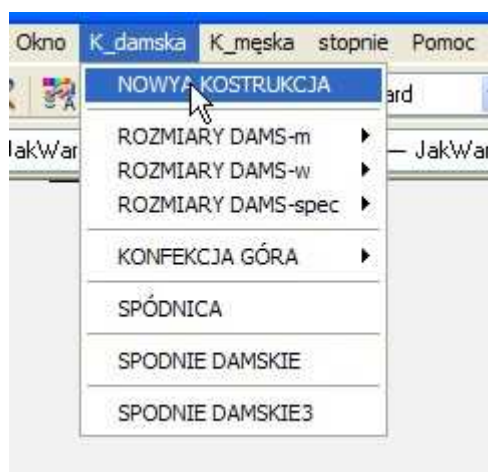 Okno K_damska K_męska stopnie Pomoc
NOWYA KOSTRUKCJA
ard
JakWar — JakWa
ROZMIARY DAMS-m
ROZMIARY DAMS-w
ROZMIARY DAMS-spec
KONFEKCJA GÓRA
SPÓDNICA
SPODNIE DAMSKIE
SPODNIE DAMSKIE3